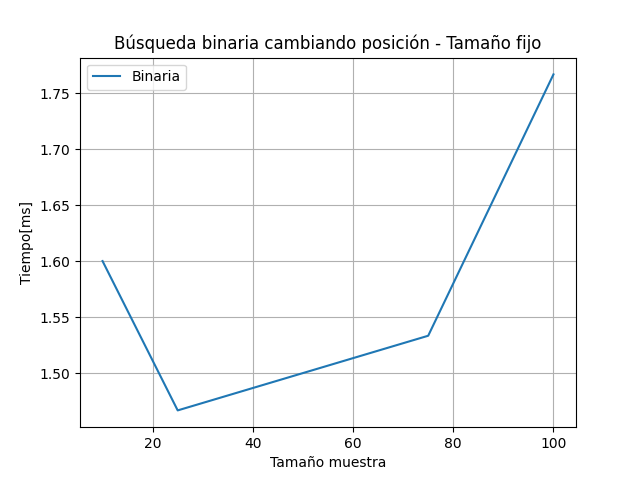 Búsqueda binaria cambiando posición - Tamaño fijo
Binaria
1.75
1.70
1.65
1.60
1.55
1.50
Tiempo[ms]
20 40 60 80 100
Tamaño muestra